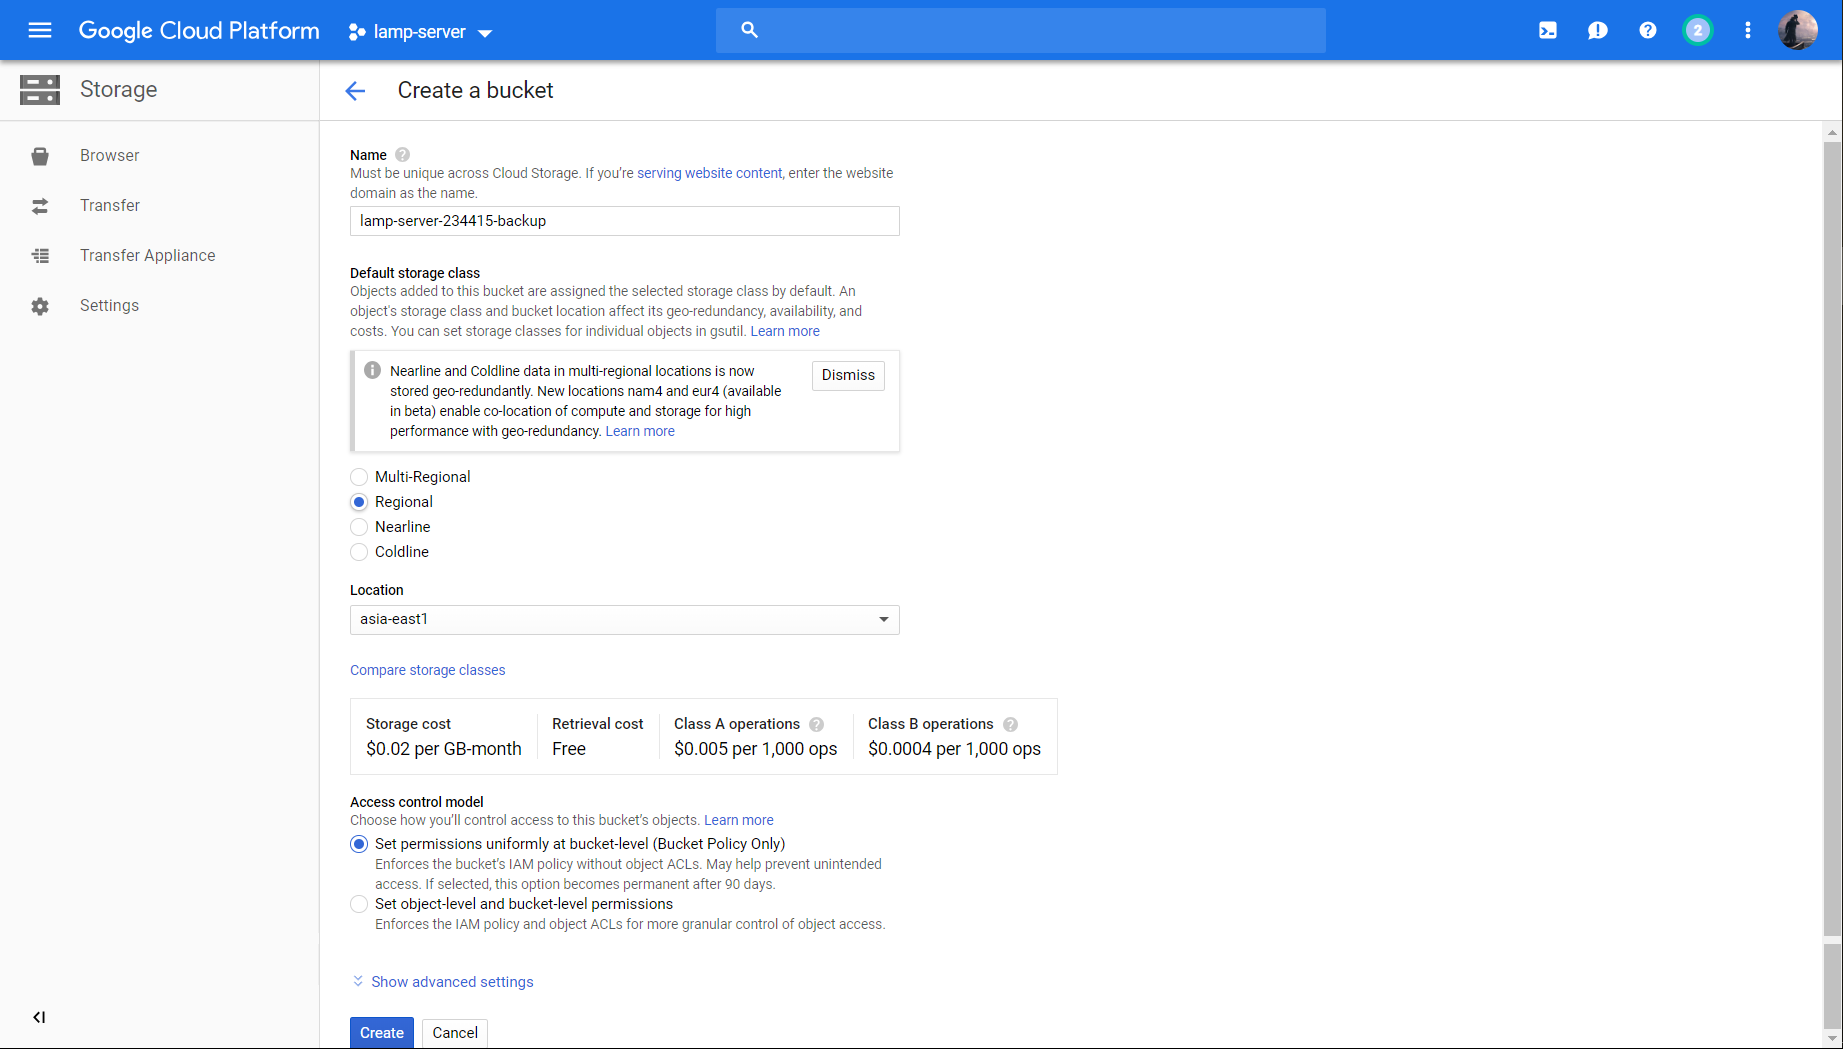 Google Cloud Platform
lamp-server
2
Storage
Create a bucket
Browser
Transfer
Transfer Appliance
Settings
Name
Must be unique across Cloud Storage. If you're serving website content, enter the website
domain as the name.
lamp-server-234415-backup
Default storage class
Objects added to this bucket are assigned the selected storage class by default. An
object's storage class and bucket location affect its geo-redundancy, availability, and
costs. You can set storage classes for individual objects in gsutil. Learn more
Nearline and Coldline data in multi-regional locations is now
stored geo-redundantly. New locations nam4 and eur4 (available
in beta) enable co-location of compute and storage for high
performance with geo-redundancy. Learn more
Dismiss
Multi-Regional
Regional
Nearline
Coldline
Location
asia-east1
Compare storage classes
Storage cost
$0.02 per GB-month
Retrieval cost
Free
Class A operations
$0.005 per 1,000 ops
Class B operations
$0.0004 per 1,000 ops
Access control model
Choose how you'll control access to this bucket's objects. Learn more
Set permissions uniformly at bucket-level (Bucket Policy Only)
Enforces the bucket's IAM policy without object ACLs. May help prevent unintended
access. If selected, this option becomes permanent after 90 days.
Set object-level and bucket-level permissions
Enforces the IAM policy and object ACLs for more granular control of object access.
Show advanced settings
Create
Cancel